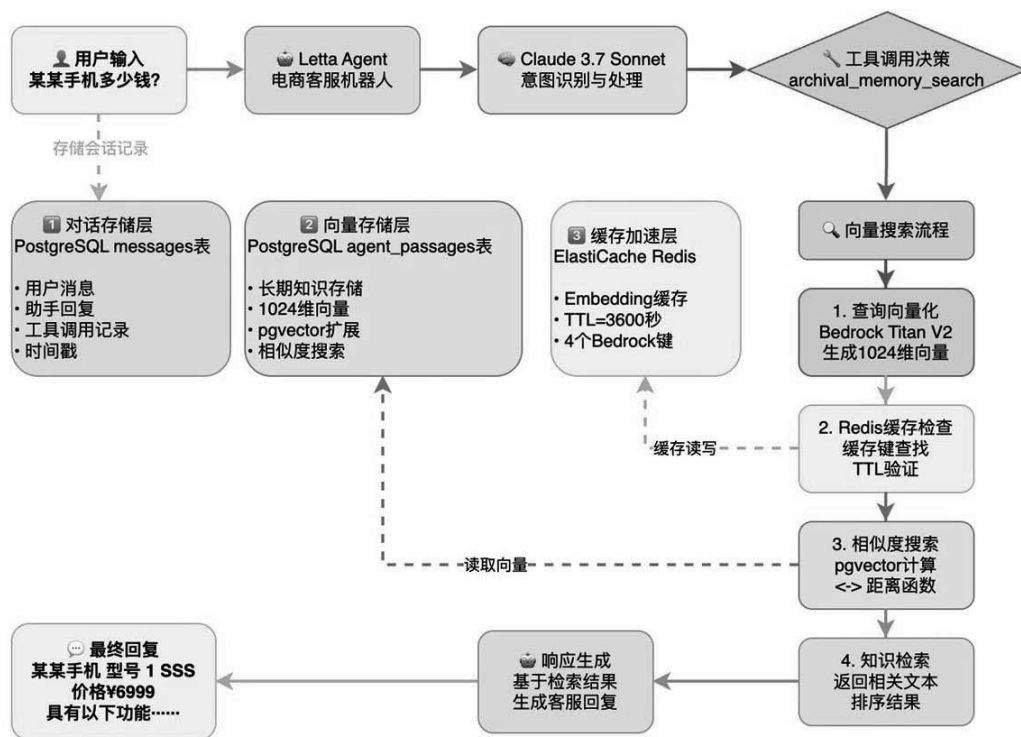 用户输入
某某手机多少钱?
Letta Agent
电商客服机器人
Claude 3.7 Sonnet
意图识别与处理
工具调用决策
archival_memory_search
存储会话记录
1 对话存储层
PostgreSQL messages表
• 用户消息
• 助手回复
• 工具调用记录
• 时间戳
2 向量存储层
PostgreSQL agent_passages表
• 长期知识存储
• 1024维向量
• pgvector扩展
• 相似度搜索
3 缓存加速层
ElastiCache Redis
• Embedding缓存
• TTL=3600秒
• 4个Bedrock键
向量搜索流程
1. 查询向量化
Bedrock Titan V2
生成1024维向量
缓存读写
2. Redis缓存检查
缓存键查找
TTL验证
读取向量
3. 相似度搜索
pgvector计算
<-> 距离函数
4. 知识检索
返回相关文本
排序结果
响应生成
基于检索结果
生成客服回复
最终回复
某某手机 型号 1 SSS
价格¥6999
具有以下功能……